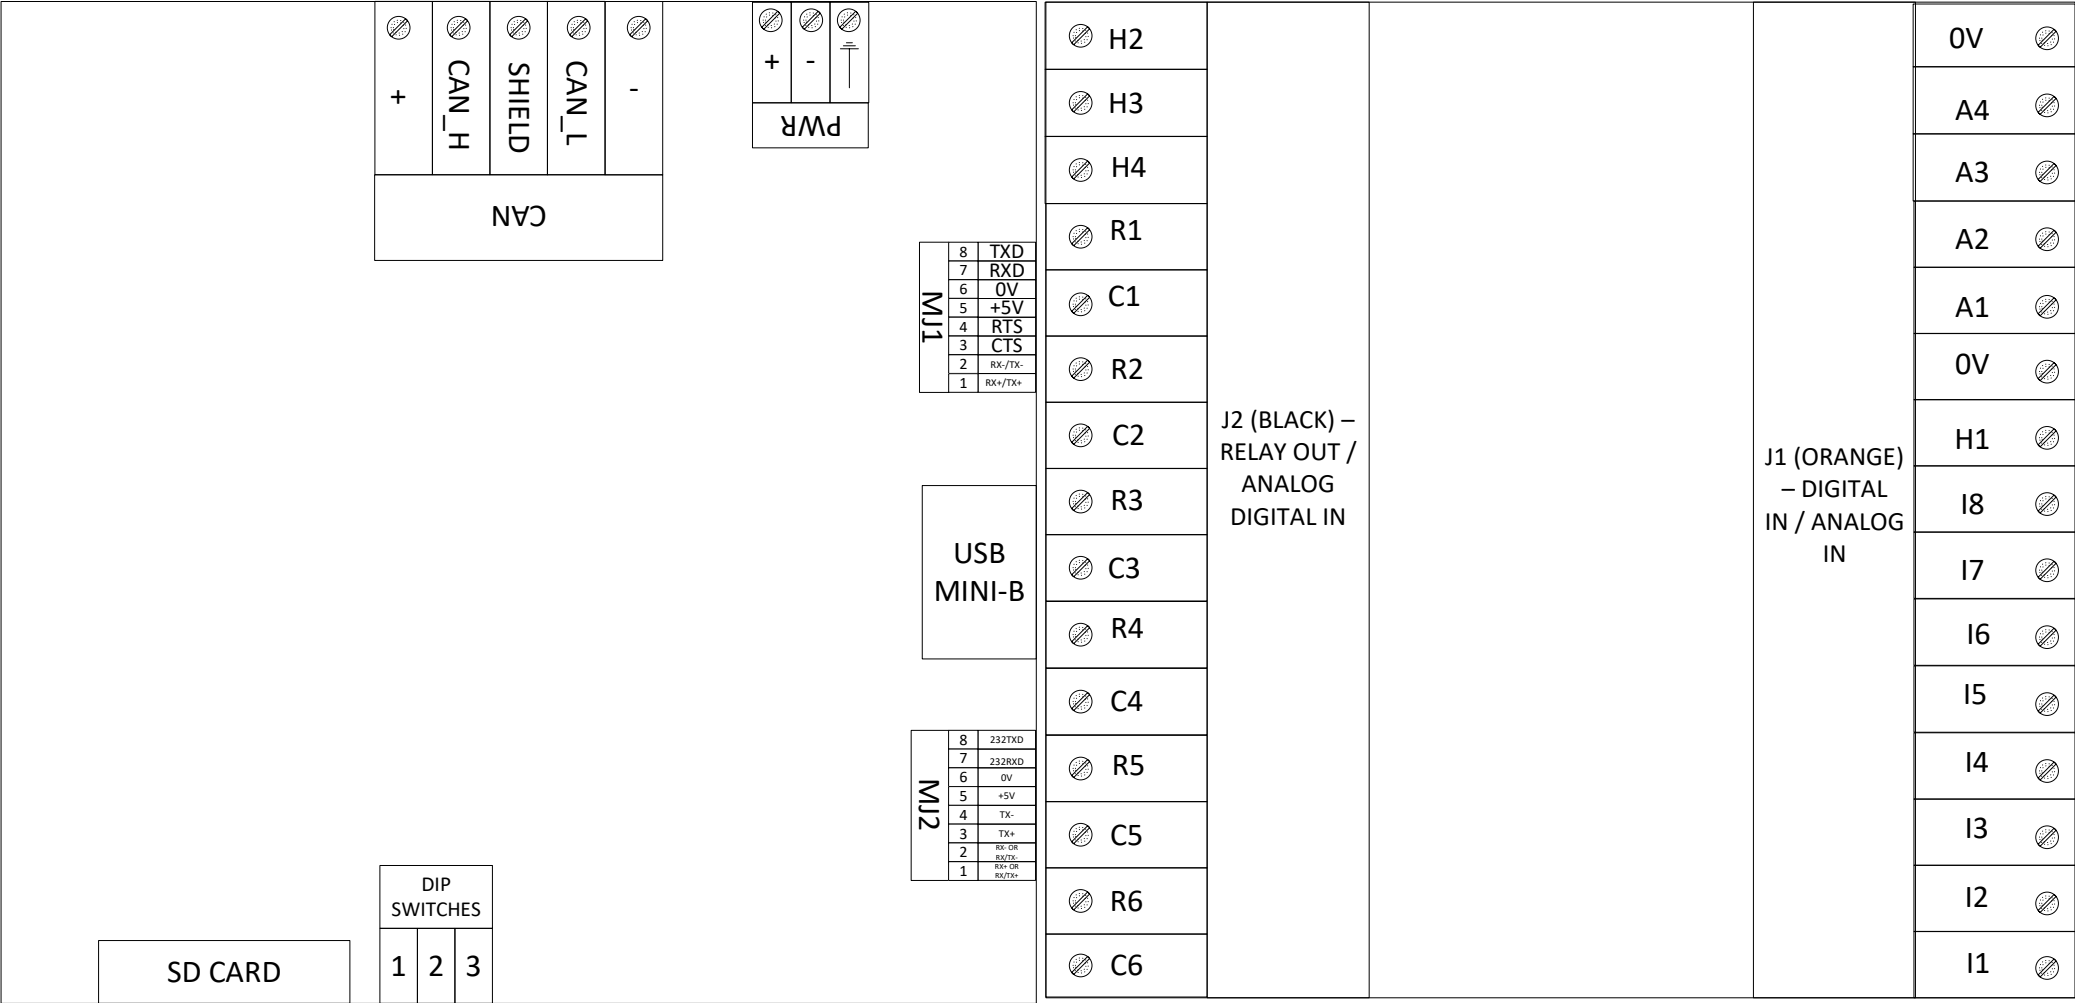 +
CAN_H
SHIELD
CAN_L
-
CAN
+
-
PWR
8 TXD
7 RXD
6 0V
5 +5V
4 RTS
3 CTS
2 RX-/TX-
1 RX+/TX+
MJ1
USB
MINI-B
8 232TXD
7 232RXD
6 0V
5 +5V
4 TX-
3 TX+
2 RX- OR
RX/TX-
1 RX+ OR
RX/TX+
MJ2
DIP
SWITCHES
1 2 3
SD CARD
H2
H3
H4
R1
C1
R2
C2
R3
C3
R4
C4
R5
C5
R6
C6
J2 (BLACK) –
RELAY OUT /
ANALOG
DIGITAL IN
J1 (ORANGE)
– DIGITAL
IN / ANALOG
IN
0V
A4
A3
A2
A1
0V
H1
I8
I7
I6
I5
I4
I3
I2
I1